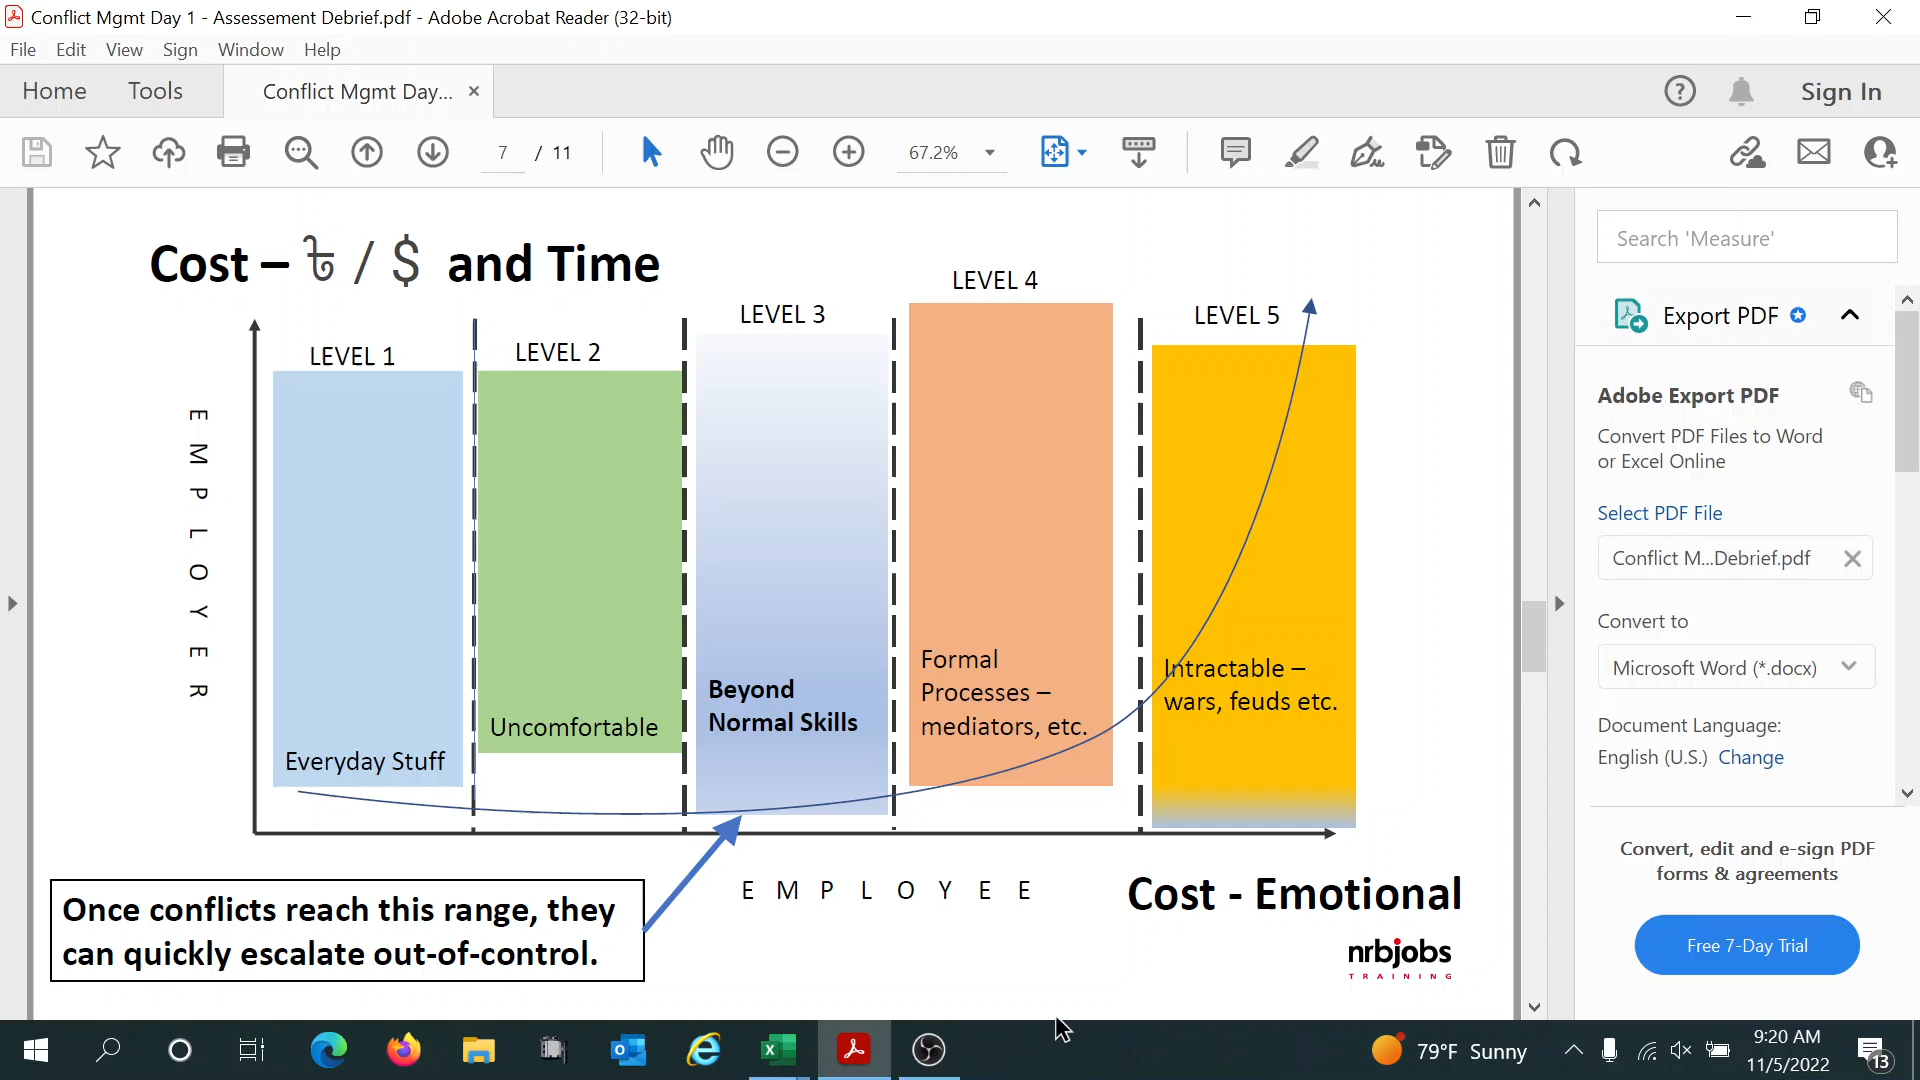 Conflict Mgmt Day 1 - Assessement Debrief.pdf - Adobe Acrobat Reader (32-bit)
File Edit View Sign Window Help
Home Tools Conflict Mgmt Day... × Sign In
7 / 11 67.2%
Cost – ৳ / $ and Time
LEVEL 1
LEVEL 2
LEVEL 3
LEVEL 4
LEVEL 5
EMPLOYER
Everyday Stuff
Uncomfortable
Beyond
Normal Skills
Formal
Processes –
mediators, etc.
Intractable –
wars, feuds etc.
E M P L O Y E E
Cost - Emotional
Once conflicts reach this range, they
can quickly escalate out-of-control.
nrbjobs
TRAINING
Search 'Measure'
Export PDF
Adobe Export PDF
Convert PDF Files to Word
or Excel Online
Select PDF File
Conflict M...Debrief.pdf
Convert to
Microsoft Word (*.docx)
Document Language:
English (U.S.) Change
Convert, edit and e-sign PDF
forms & agreements
Free 7-Day Trial
79°F Sunny
9:20 AM
11/5/2022
13